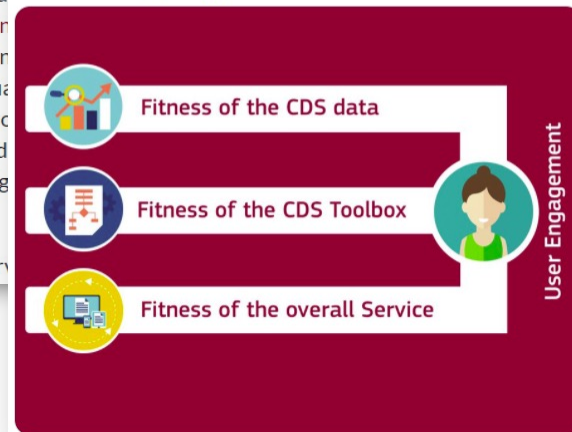 Fitness of the CDS data
Fitness of the CDS Toolbox
Fitness of the overall Service
User Engagement